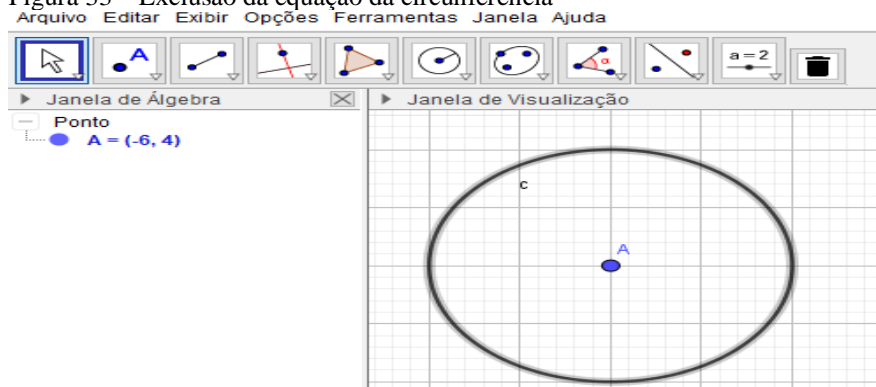 Figura 33 – Exclusão da equação da circunferência
Arquivo Editar Exibir Opções Ferramentas Janela Ajuda
A
α
a = 2
Janela de Álgebra
Janela de Visualização
Ponto
A = (-6, 4)
c
A